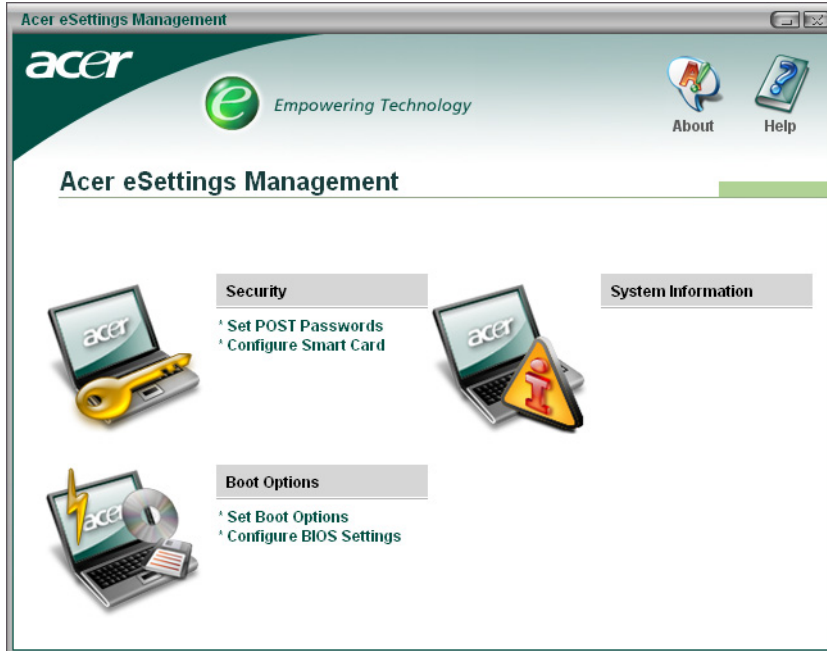 Acer eSettings Management
acer
e Empowering Technology
About
Help
Acer eSettings Management
acer
Security
* Set POST Passwords
* Configure Smart Card
acer
i
System Information
acer
Boot Options
* Set Boot Options
* Configure BIOS Settings